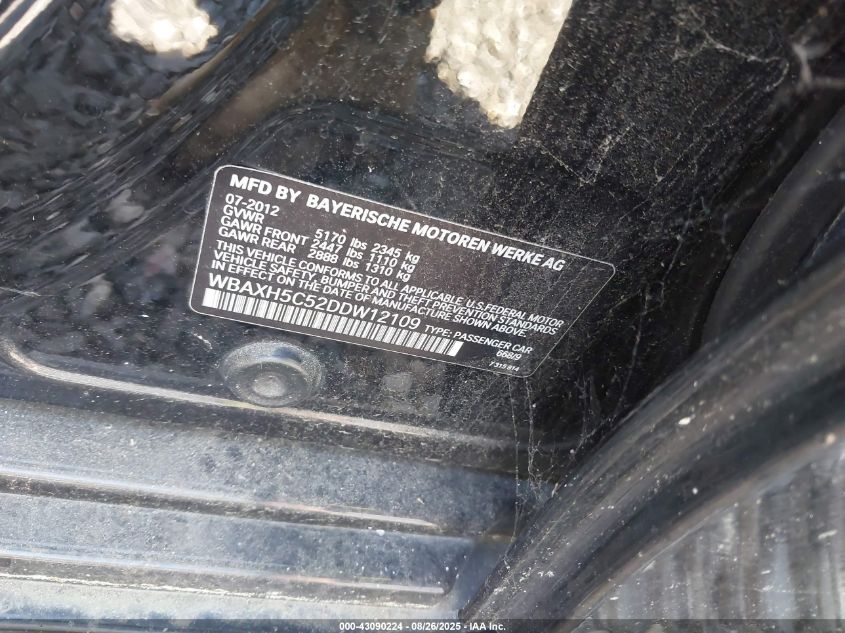 MFD BY BAYERISCHE MOTOREN WERKE AG
07-2012
GVWR 5170 lbs 2345 kg
GAWR FRONT 2447 lbs 1110 kg
GAWR REAR 2888 lbs 1310 kg
THIS VEHICLE CONFORMS TO ALL APPLICABLE U.S. FEDERAL MOTOR
VEHICLE SAFETY, BUMPER AND THEFT PREVENTION STANDARDS
IN EFFECT ON THE DATE OF MANUFACTURE SHOWN ABOVE.
WBAXH5C52DDW12109 TYPE: PASSENGER CAR
668/9
7315814
000-43090224 - 08/26/2025 - IAA Inc.